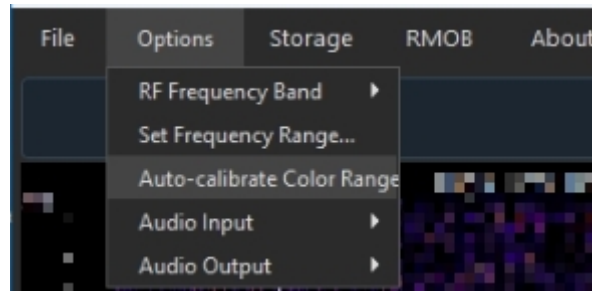 File Options Storage RMOB About
RF Frequency Band
Set Frequency Range...
Auto-calibrate Color Range
Audio Input
Audio Output